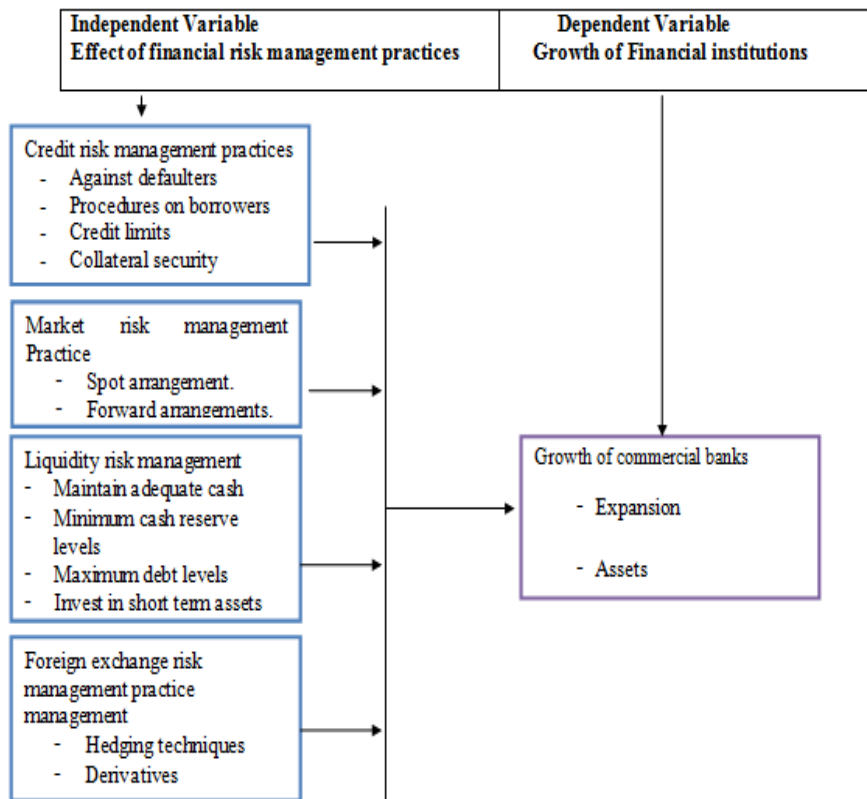 Independent Variable
Effect of financial risk management practices
Dependent Variable
Growth of Financial institutions
Credit risk management practices
- Against defaulters
- Procedures on borrowers
- Credit limits
- Collateral security
Market risk management
Practice
- Spot arrangement.
- Forward arrangements.
Liquidity risk management
- Maintain adequate cash
- Minimum cash reserve
levels
- Maximum debt levels
- Invest in short term assets
Foreign exchange risk
management practice
management
- Hedging techniques
- Derivatives
Growth of commercial banks
- Expansion
- Assets